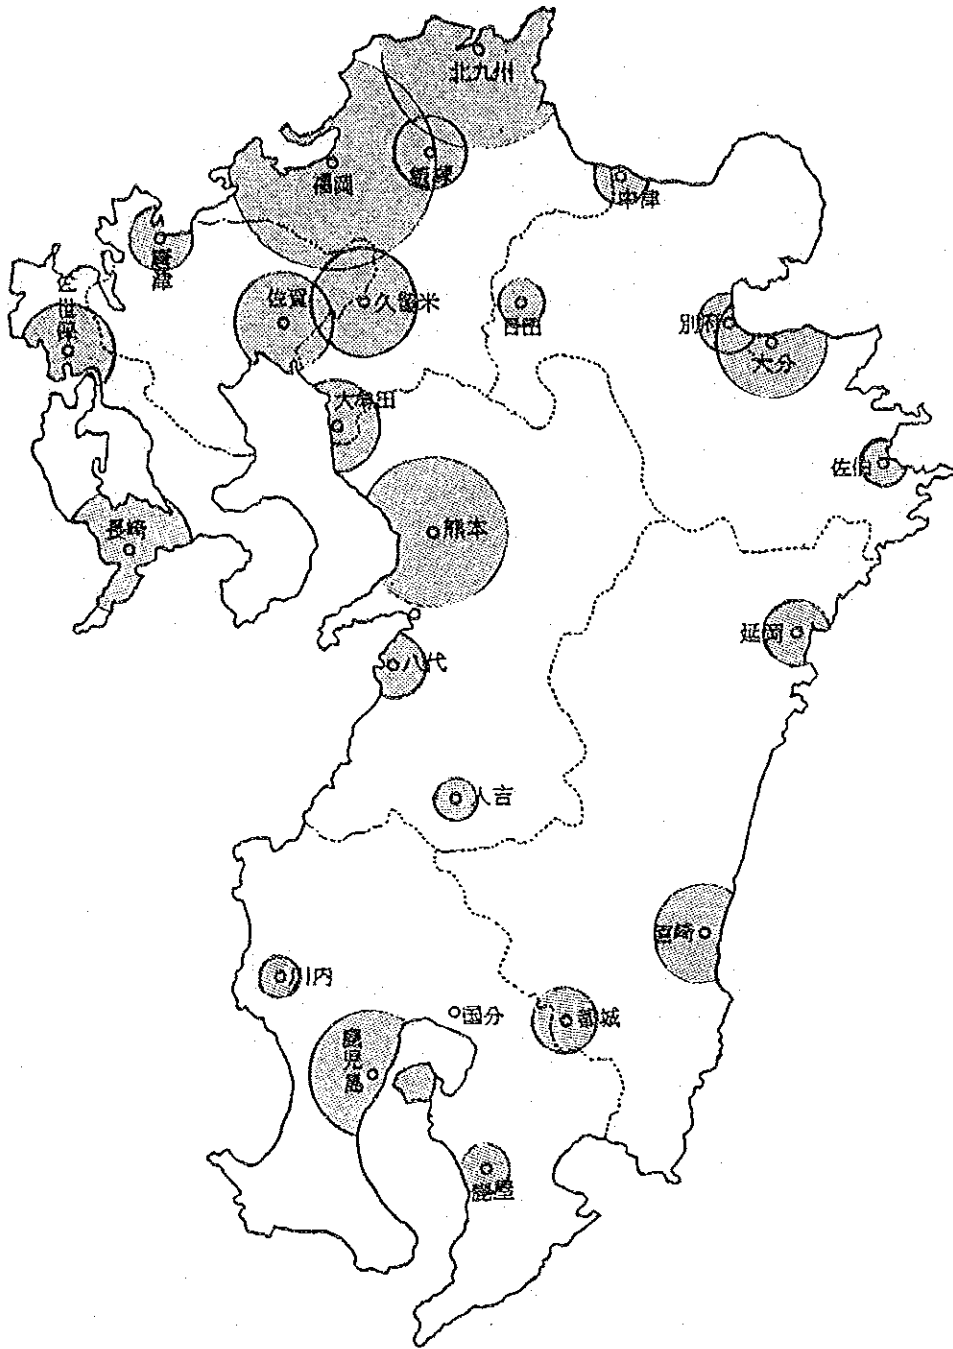 北九州
福岡
飯塚
中津
唐津
佐世保
佐賀
久留米
日田
別府
大分
大牟田
佐伯
長崎
熊本
延岡
八代
人吉
宮崎
川内
国分
都城
鹿児島
鹿屋